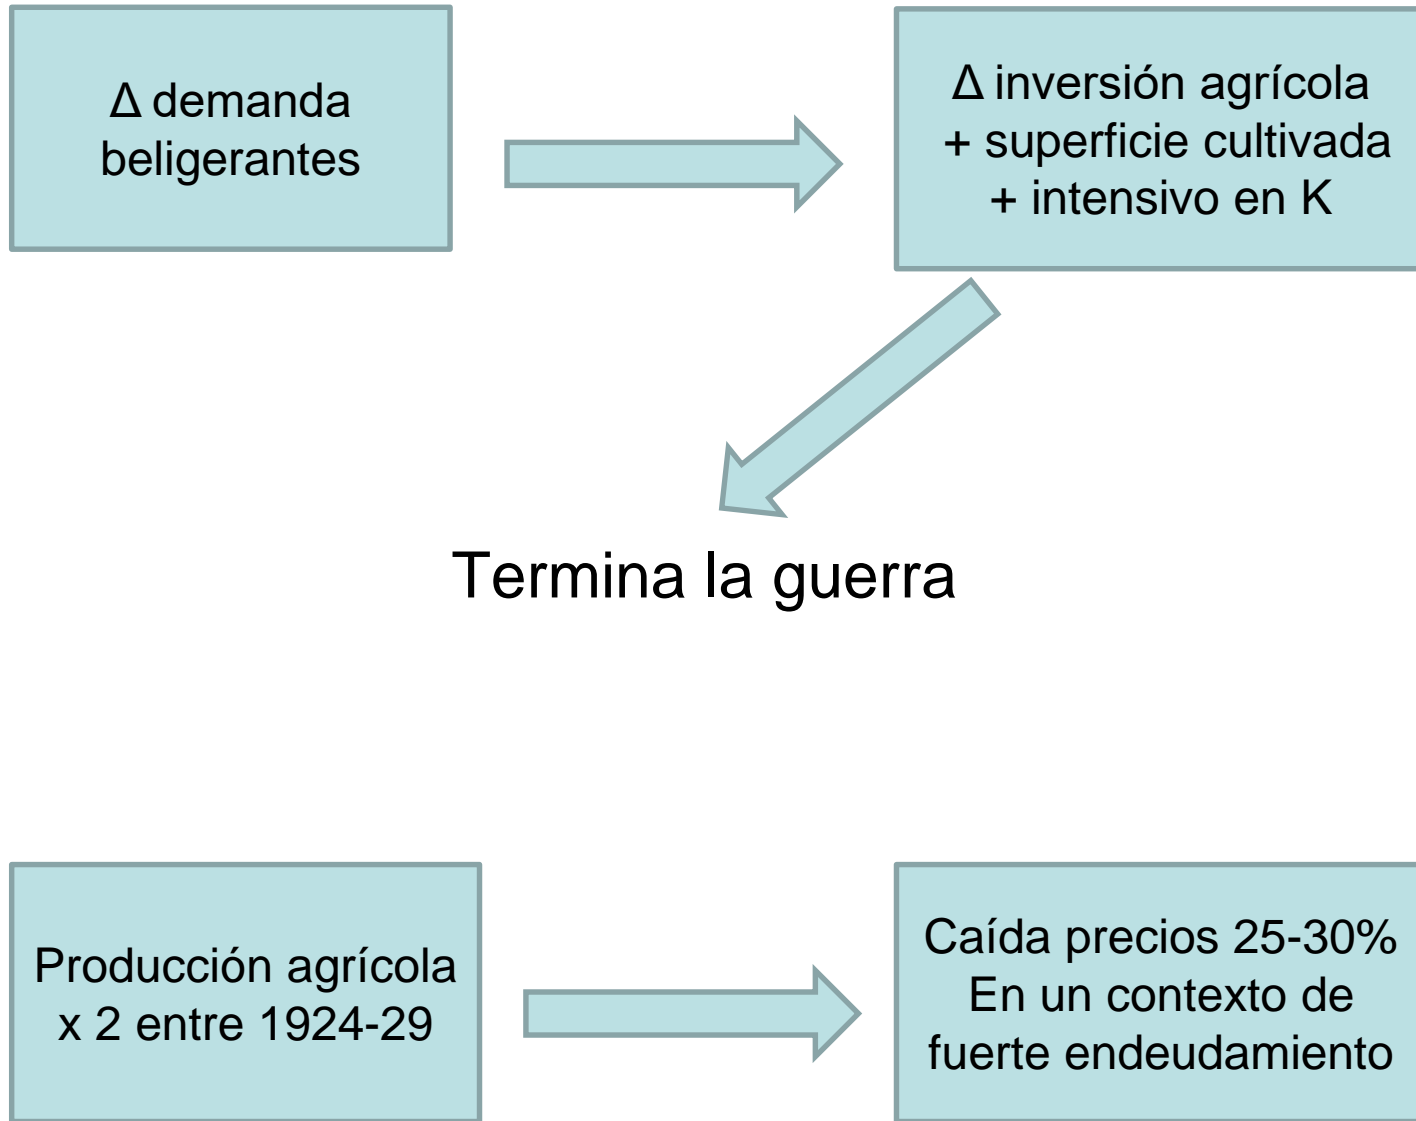 Δ demanda
beligerantes
Δ inversión agrícola
+ superficie cultivada
+ intensivo en K
Termina la guerra
Producción agrícola
x 2 entre 1924-29
Caída precios 25-30%
En un contexto de
fuerte endeudamiento